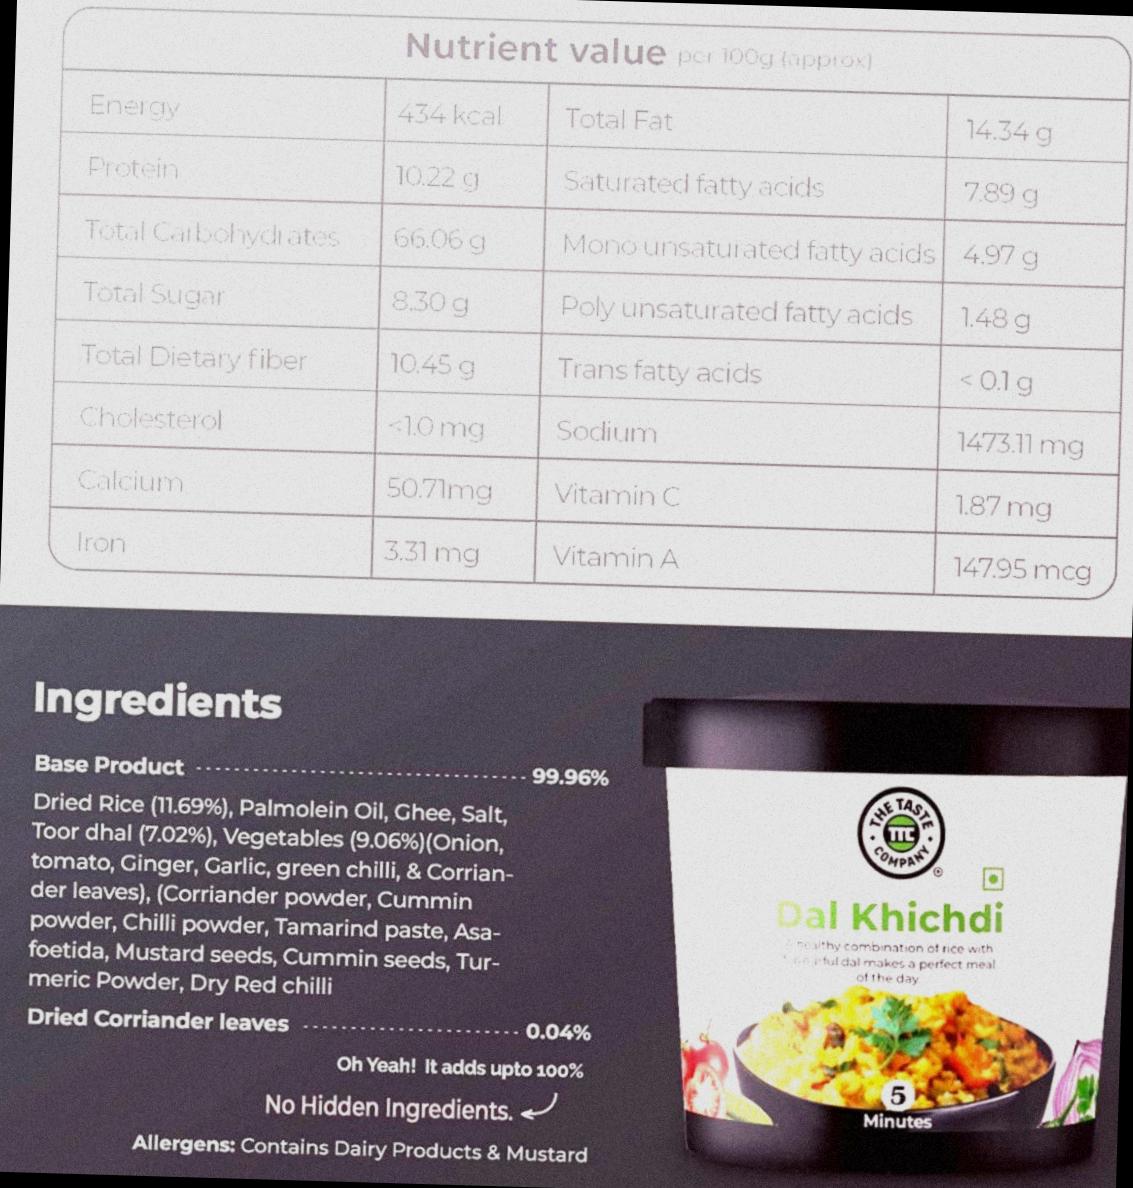 Nutrient value per 100g (approx)
Energy 434 kcal Total Fat 14.34 g
Protein 10.22 g Saturated fatty acids 7.89 g
Total Carbohydrates 66.06 g Mono unsaturated fatty acids 4.97 g
Total Sugar 8.30 g Poly unsaturated fatty acids 1.48 g
Total Dietary fiber 10.45 g Trans fatty acids < 0.1 g
Cholesterol <1.0 mg Sodium 1473.11 mg
Calcium 50.71mg Vitamin C 1.87 mg
Iron 3.31 mg Vitamin A 147.95 mcg
Ingredients
Base Product 99.96%
Dried Rice (11.69%), Palmolein Oil, Ghee, Salt,
Toor dhal (7.02%), Vegetables (9.06%)(Onion,
tomato, Ginger, Garlic, green chilli, & Corrian-
der leaves), (Corriander powder, Cummin
powder, Chilli powder, Tamarind paste, Asa-
foetida, Mustard seeds, Cummin seeds, Tur-
meric Powder, Dry Red chilli
Dried Corriander leaves 0.04%
Oh Yeah! It adds upto 100%
No Hidden Ingredients.
Allergens: Contains Dairy Products & Mustard
THE TASTE
TTC
COMPANY
Dal Khichdi
healthy combination of rice with
dal makes a perfect meal
of the day
5
Minutes